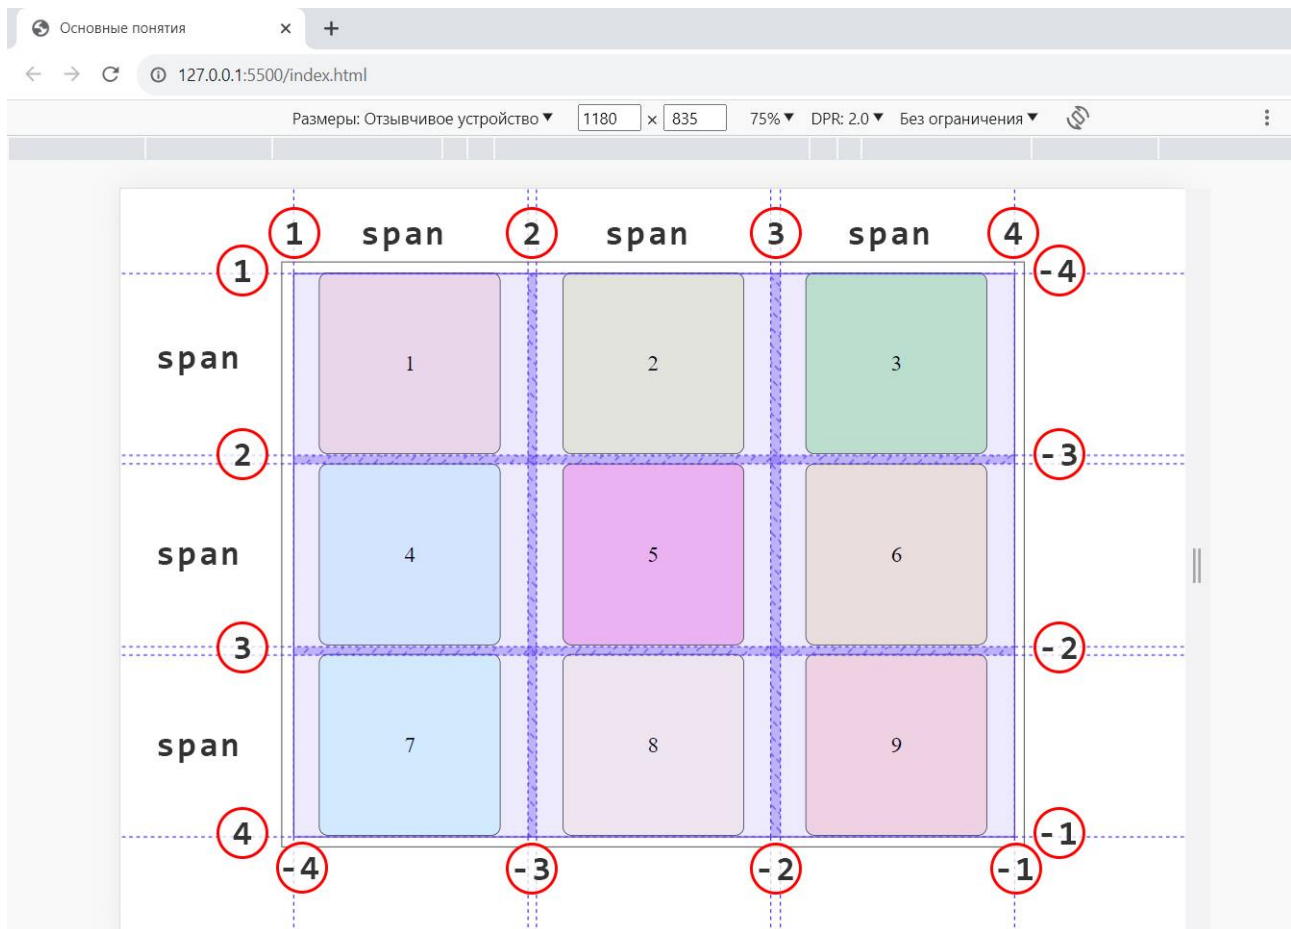 Основные понятия
127.0.0.1:5500/index.html
Размеры: Отзывчивое устройство 1180 × 835 75% DPR: 2.0 Без ограничения
1 span 2 span 3 span 4
1 -4
span 1 2 3
2 -3
span 4 5 6
3 -2
span 7 8 9
4 -1
-4 -3 -2 -1